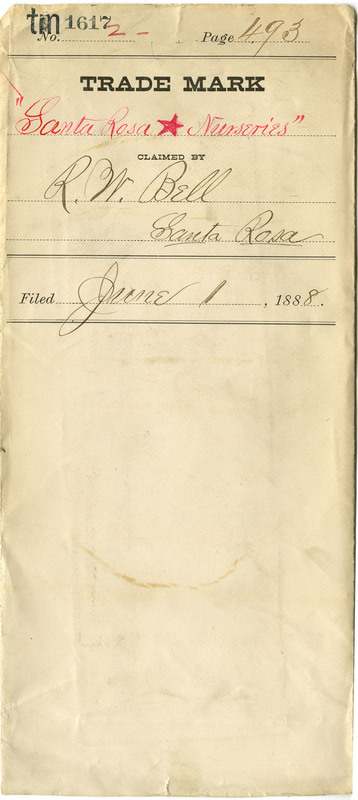 tm 1617
No. 2- Page 493
TRADE MARK
"Santa Rosa ★ Nurseries"
CLAIMED BY
R. W. Bell
Santa Rosa
Filed June 1, 1888.